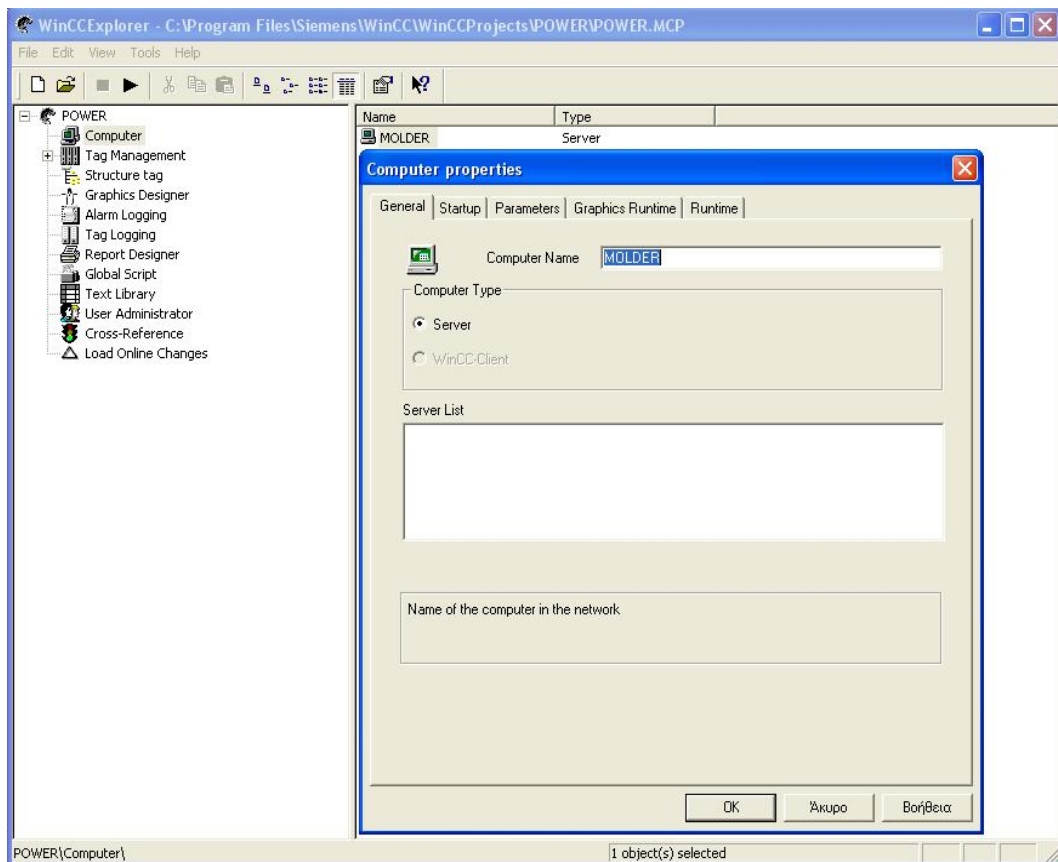 WinCCExplorer - C:\Program Files\Siemens\WinCC\WinCCProjects\POWER\POWER.MCP
File Edit View Tools Help
POWER
Computer
Tag Management
Structure tag
Graphics Designer
Alarm Logging
Tag Logging
Report Designer
Global Script
Text Library
User Administrator
Cross-Reference
Load Online Changes
Name Type
MOLDER Server
Computer properties
General Startup Parameters Graphics Runtime Runtime
Computer Name MOLDER
Computer Type
Server
WinCC-Client
Server List
Name of the computer in the network
OK Άκυρο Βοήθεια
POWER\Computer\ 1 object(s) selected